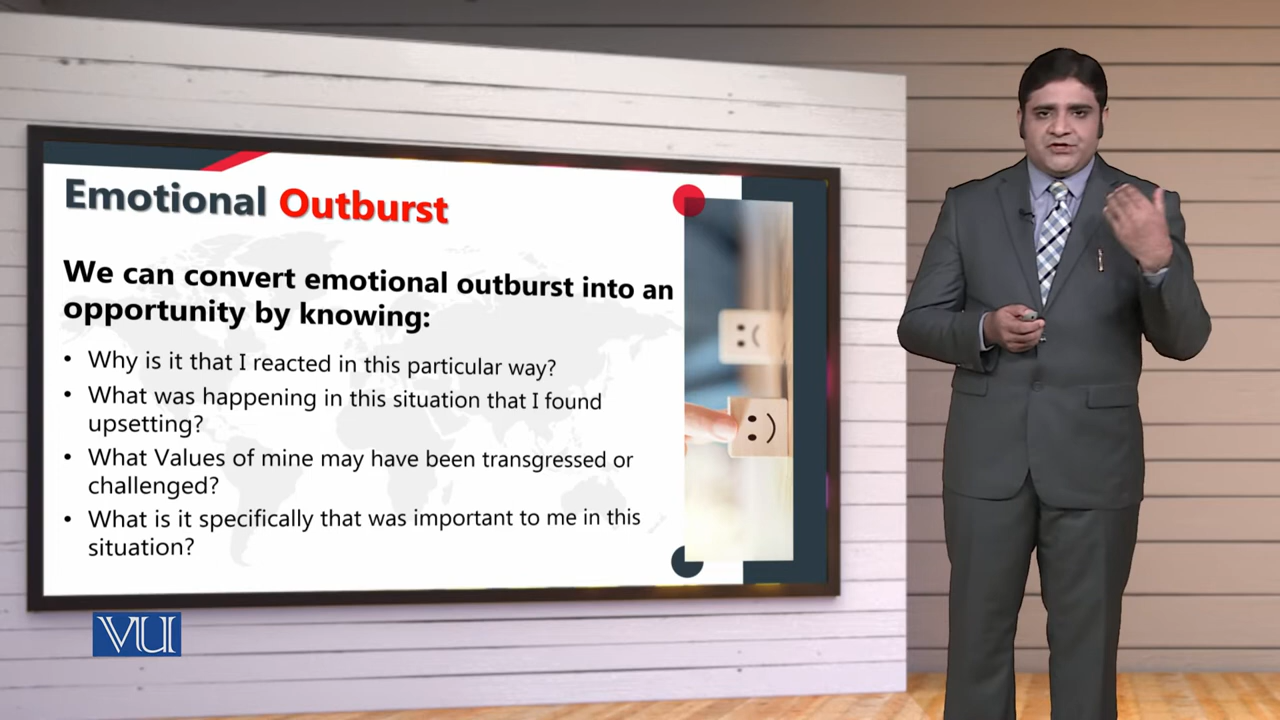 Emotional Outburst
We can convert emotional outburst into an
opportunity by knowing:
• Why is it that I reacted in this particular way?
• What was happening in this situation that I found
upsetting?
• What Values of mine may have been transgressed or
challenged?
• What is it specifically that was important to me in this
situation?
VU